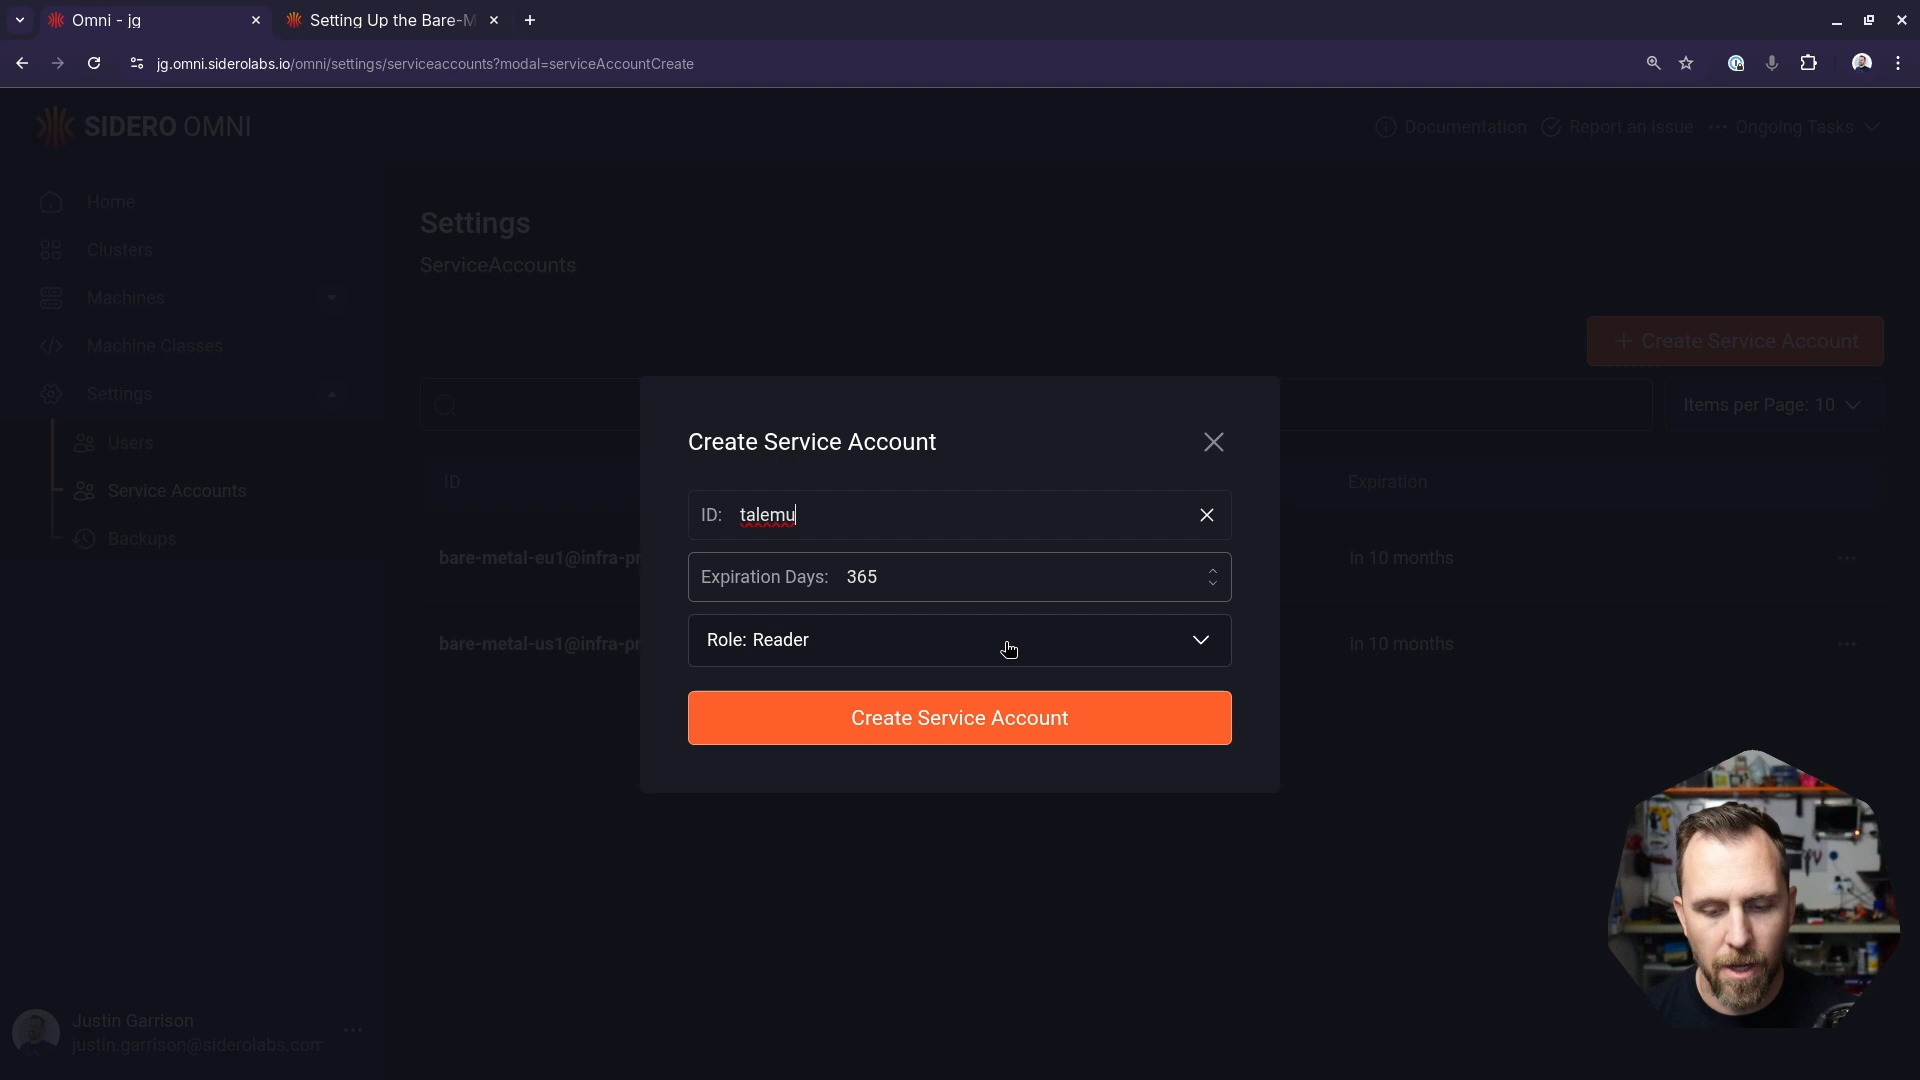 Omni - jg
Setting Up the Bare-M
jg.omni.siderolabs.io/omni/settings/serviceaccounts?modal=serviceAccountCreate
SIDERO OMNI
Documentation
Report an Issue
Ongoing Tasks
Home
Clusters
Machines
Machine Classes
Settings
Users
Service Accounts
Backups
Settings
ServiceAccounts
Create Service Account
Items per Page: 10
ID
Expiration
bare-metal-eu1@infra-pr
in 10 months
bare-metal-us1@infra-pr
in 10 months
Create Service Account
ID: talemu
Expiration Days: 365
Role: Reader
Create Service Account
Justin Garrison
justin.garrison@siderolabs.com